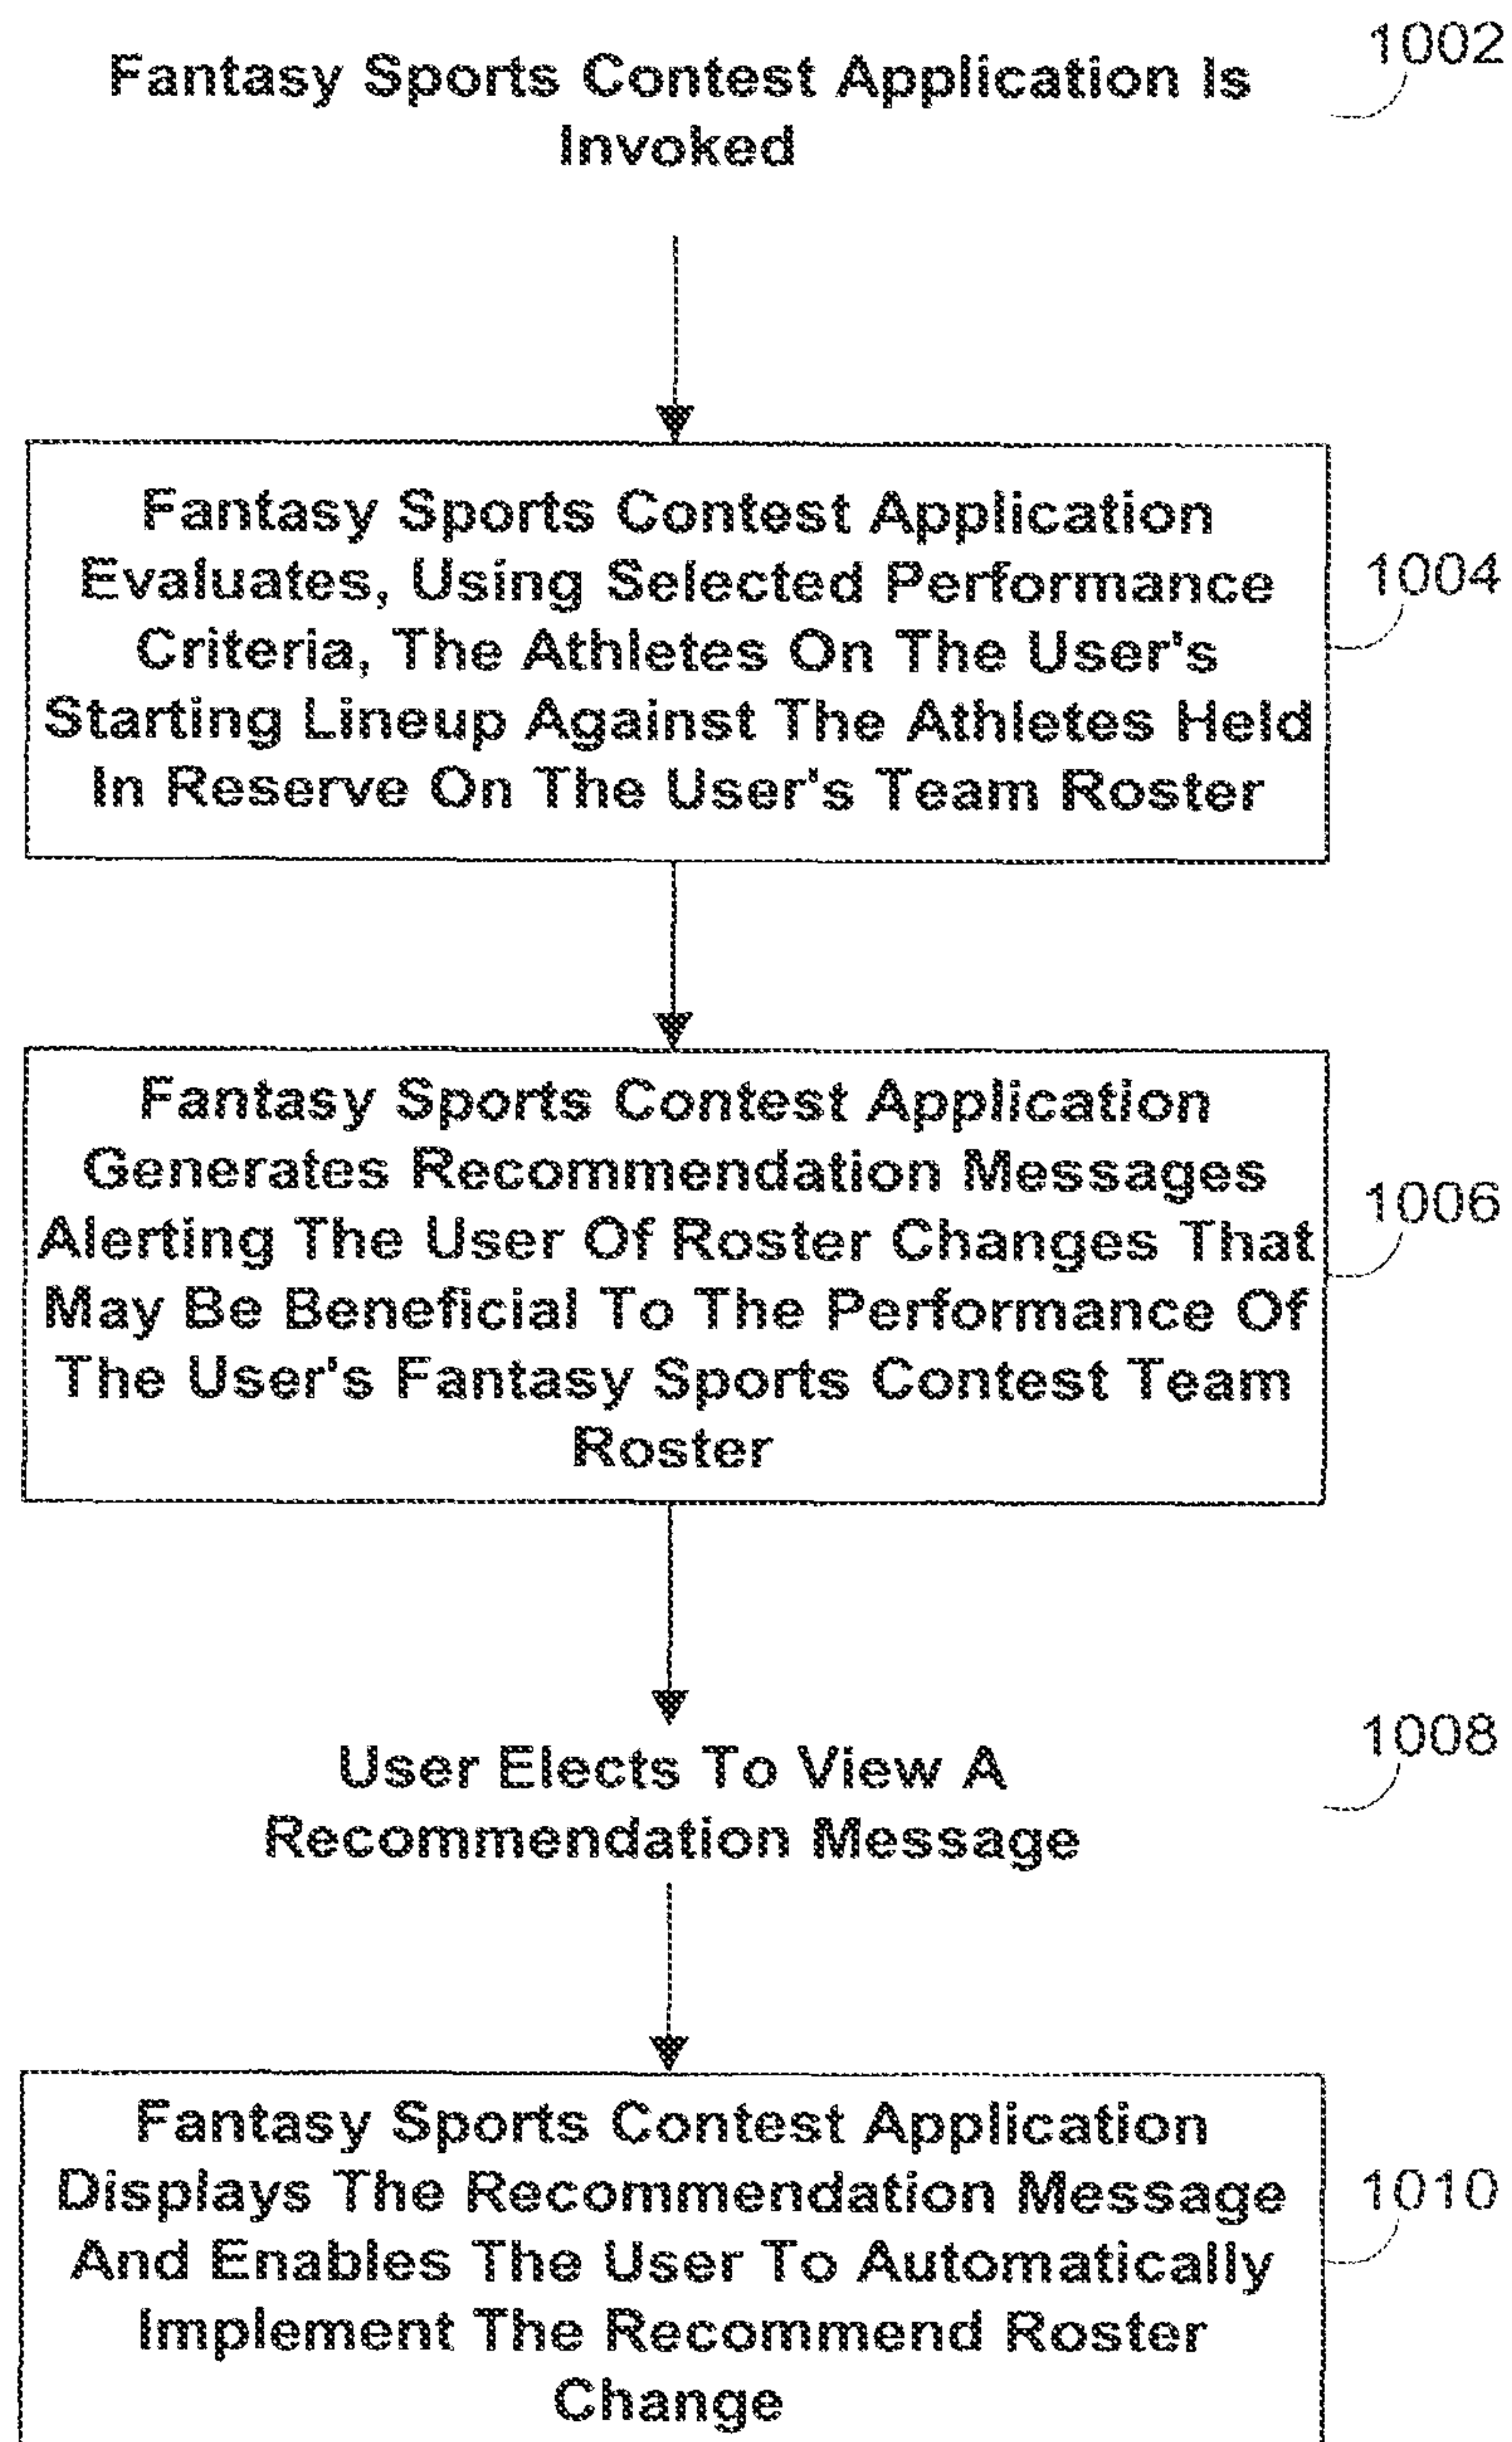 Fantasy Sports Contest Application Is
Invoked
1002
Fantasy Sports Contest Application
Evaluates, Using Selected Performance
Criteria, The Athletes On The User's
Starting Lineup Against The Athletes Held
In Reserve On The User's Team Roster
1004
Fantasy Sports Contest Application
Generates Recommendation Messages
Alerting The User Of Roster Changes That
May Be Beneficial To The Performance Of
The User's Fantasy Sports Contest Team
Roster
1006
User Elects To View A
Recommendation Message
1008
Fantasy Sports Contest Application
Displays The Recommendation Message
And Enables The User To Automatically
Implement The Recommend Roster
Change
1010